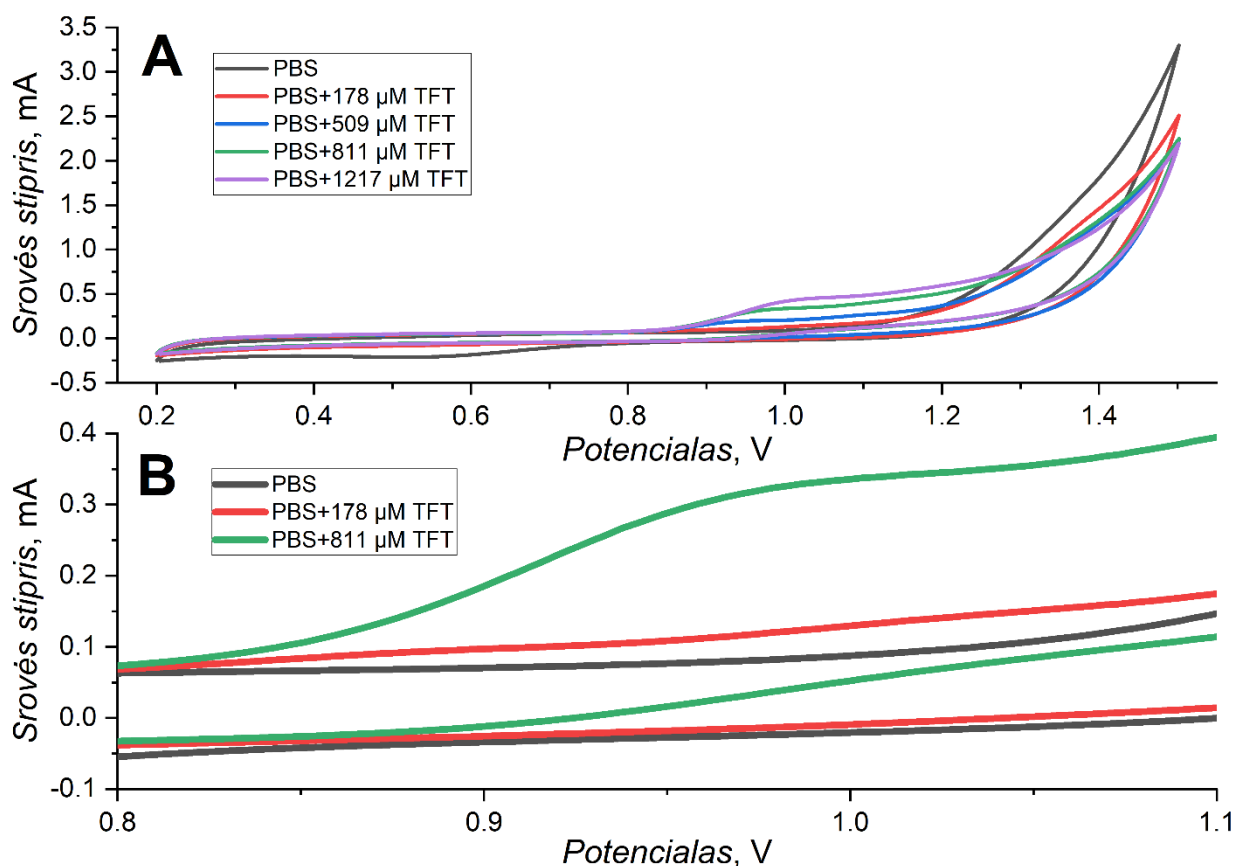 A
Srovės stipris, mA
3.5
3.0
2.5
2.0
1.5
1.0
0.5
0.0
-0.5
PBS
PBS+178 µM TFT
PBS+509 µM TFT
PBS+811 µM TFT
PBS+1217 µM TFT
0.2 0.4 0.6 0.8 1.0 1.2 1.4
Potencialas, V
B
Srovės stipris, mA
0.4
0.3
0.2
0.1
0.0
-0.1
PBS
PBS+178 µM TFT
PBS+811 µM TFT
0.8 0.9 1.0 1.1
Potencialas, V